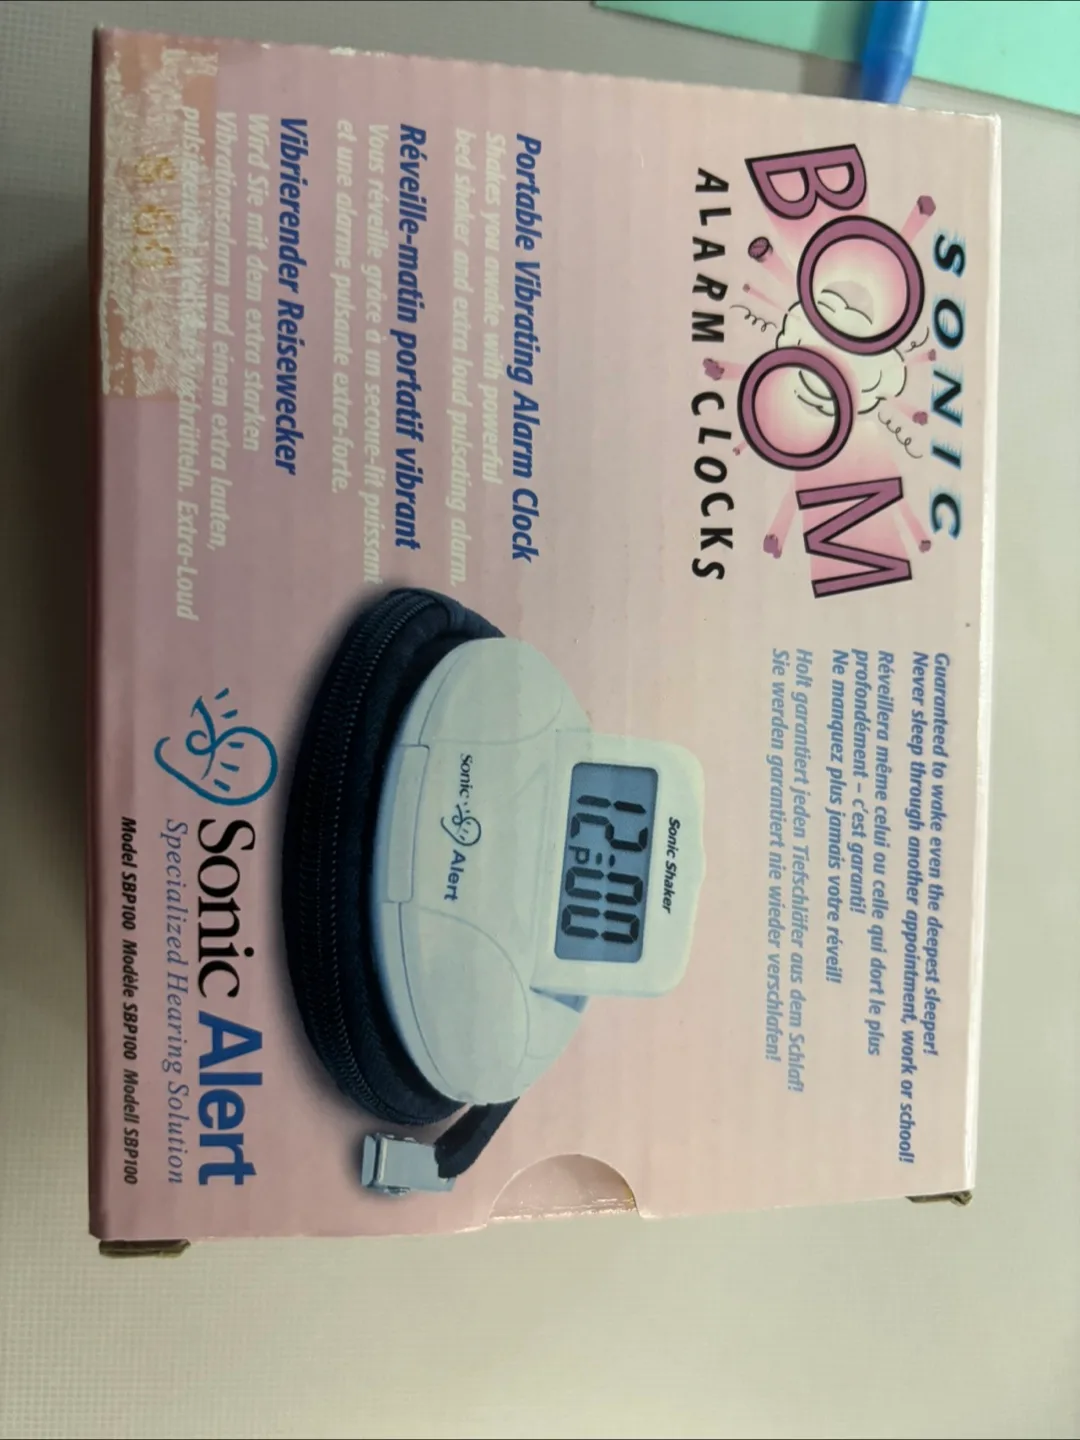 SONIC
BOOM
ALARM CLOCKS
Guaranteed to wake even the deepest sleeper!
Never sleep through another appointment, work or school!
Réveillera même celui ou celle qui dort le plus
profondément – c'est garanti!
Ne manquez plus jamais votre réveil!
Holt garantiert jeden Tiefschläfer aus dem Schlaf!
Sie werden garantiert nie wieder verschlafen!
Portable Vibrating Alarm Clock
Shakes you awake with powerful
bed shaker and extra loud pulsating alarm.
Réveille-matin portatif vibrant
Vous réveille grâce à un secoue-lit puissant
et une alarme pulsante extra-forte.
Vibrierender Reisewecker
Wird Sie mit dem extra starken
Vibrationsalarm und einem extra lauten,
pulsierenden wachrütteln. Extra-Loud
Sonic Shaker
12:00
P
Sonic Alert
Sonic Alert
Specialized Hearing Solution
Model SBP100 Modèle SBP100 Modell SBP100